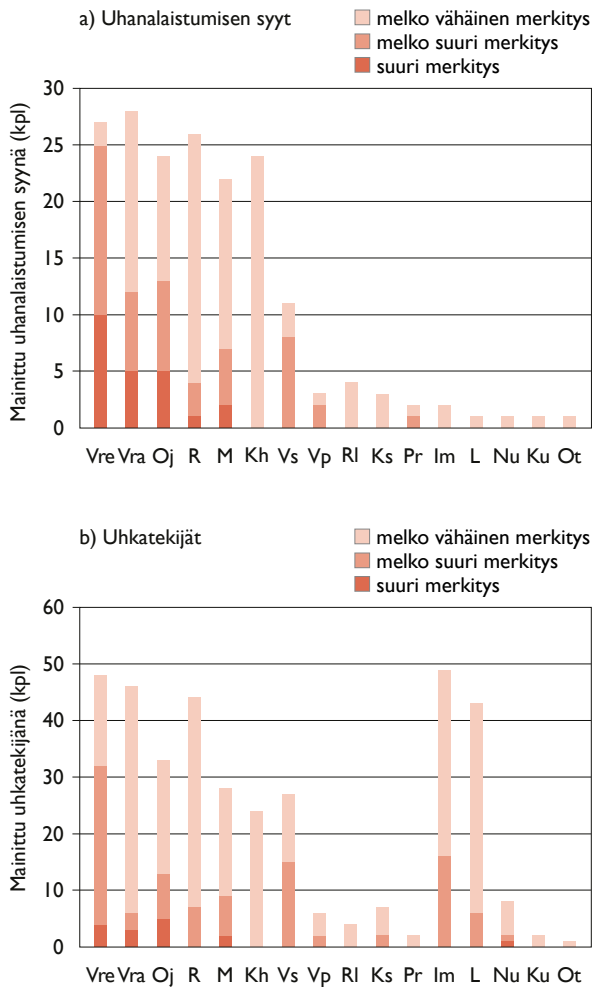 a) Uhanalaistumisen syyt
melko vähäinen merkitys
melko suuri merkitys
suuri merkitys
Mainittu uhanalaistumisen syynä (kpl)
30
25
20
15
10
5
0
Vre Vra Oj R M Kh Vs Vp Rl Ks Pr Im L Nu Ku Ot
b) Uhkatekijät
melko vähäinen merkitys
melko suuri merkitys
suuri merkitys
Mainittu uhkatekijänä (kpl)
60
50
40
30
20
10
0
Vre Vra Oj R M Kh Vs Vp Rl Ks Pr Im L Nu Ku Ot